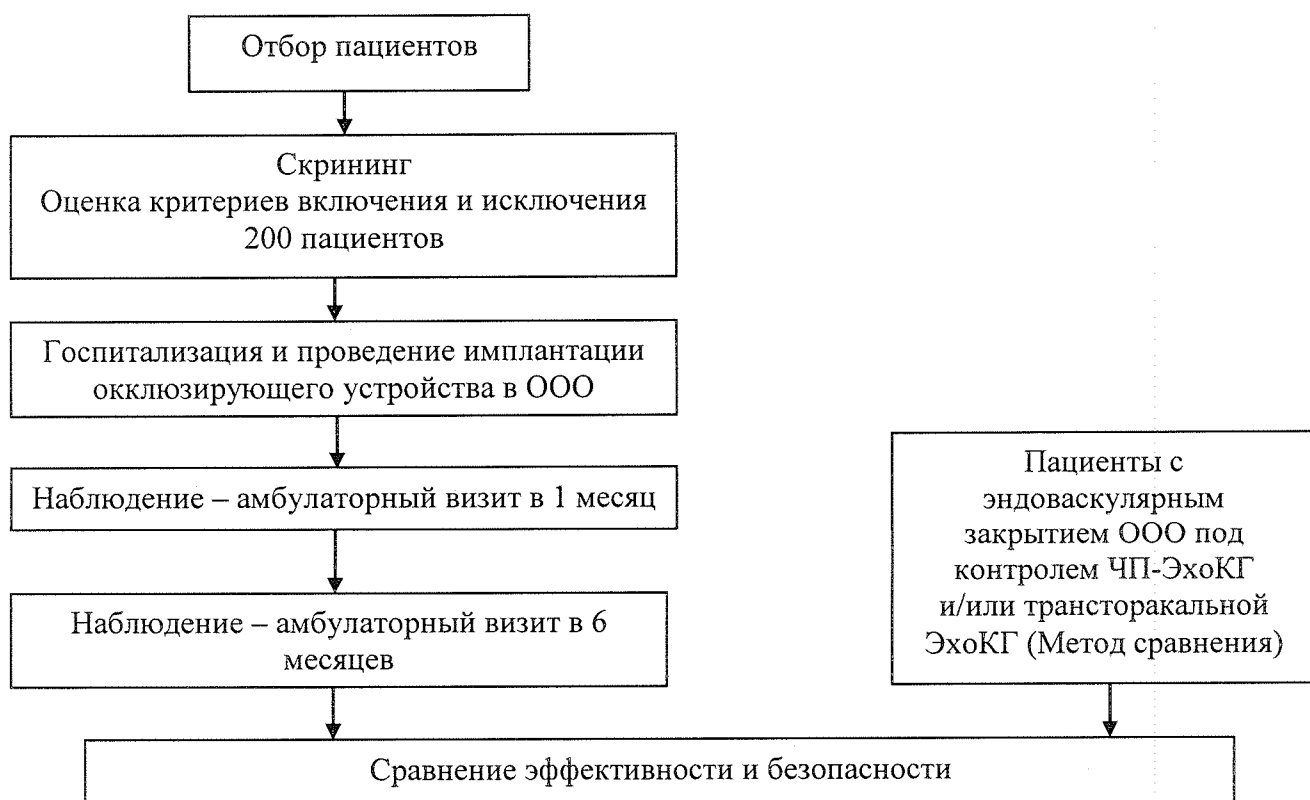 Отбор пациентов
Скрининг
Оценка критериев включения и исключения
200 пациентов
Госпитализация и проведение имплантации
окклюзирующего устройства в ООО
Наблюдение – амбулаторный визит в 1 месяц
Наблюдение – амбулаторный визит в 6
месяцев
Пациенты с
эндоваскулярным
закрытием ООО под
контролем ЧП-ЭхоКГ
и/или трансторакальной
ЭхоКГ (Метод сравнения)
Сравнение эффективности и безопасности